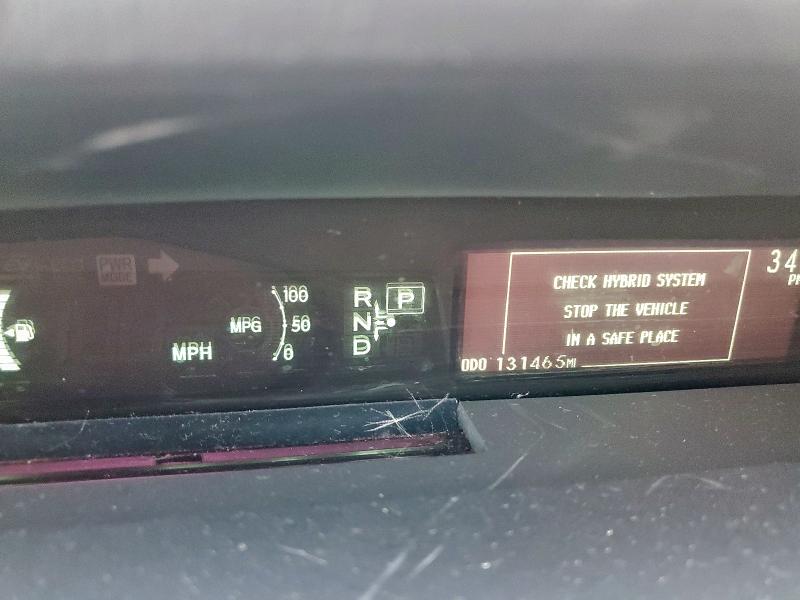 PWR
MODE
100
MPG
50
MPH
0
R
P
N
D
CHECK HYBRID SYSTEM
STOP THE VEHICLE
IN A SAFE PLACE
ODO 131465MI
34